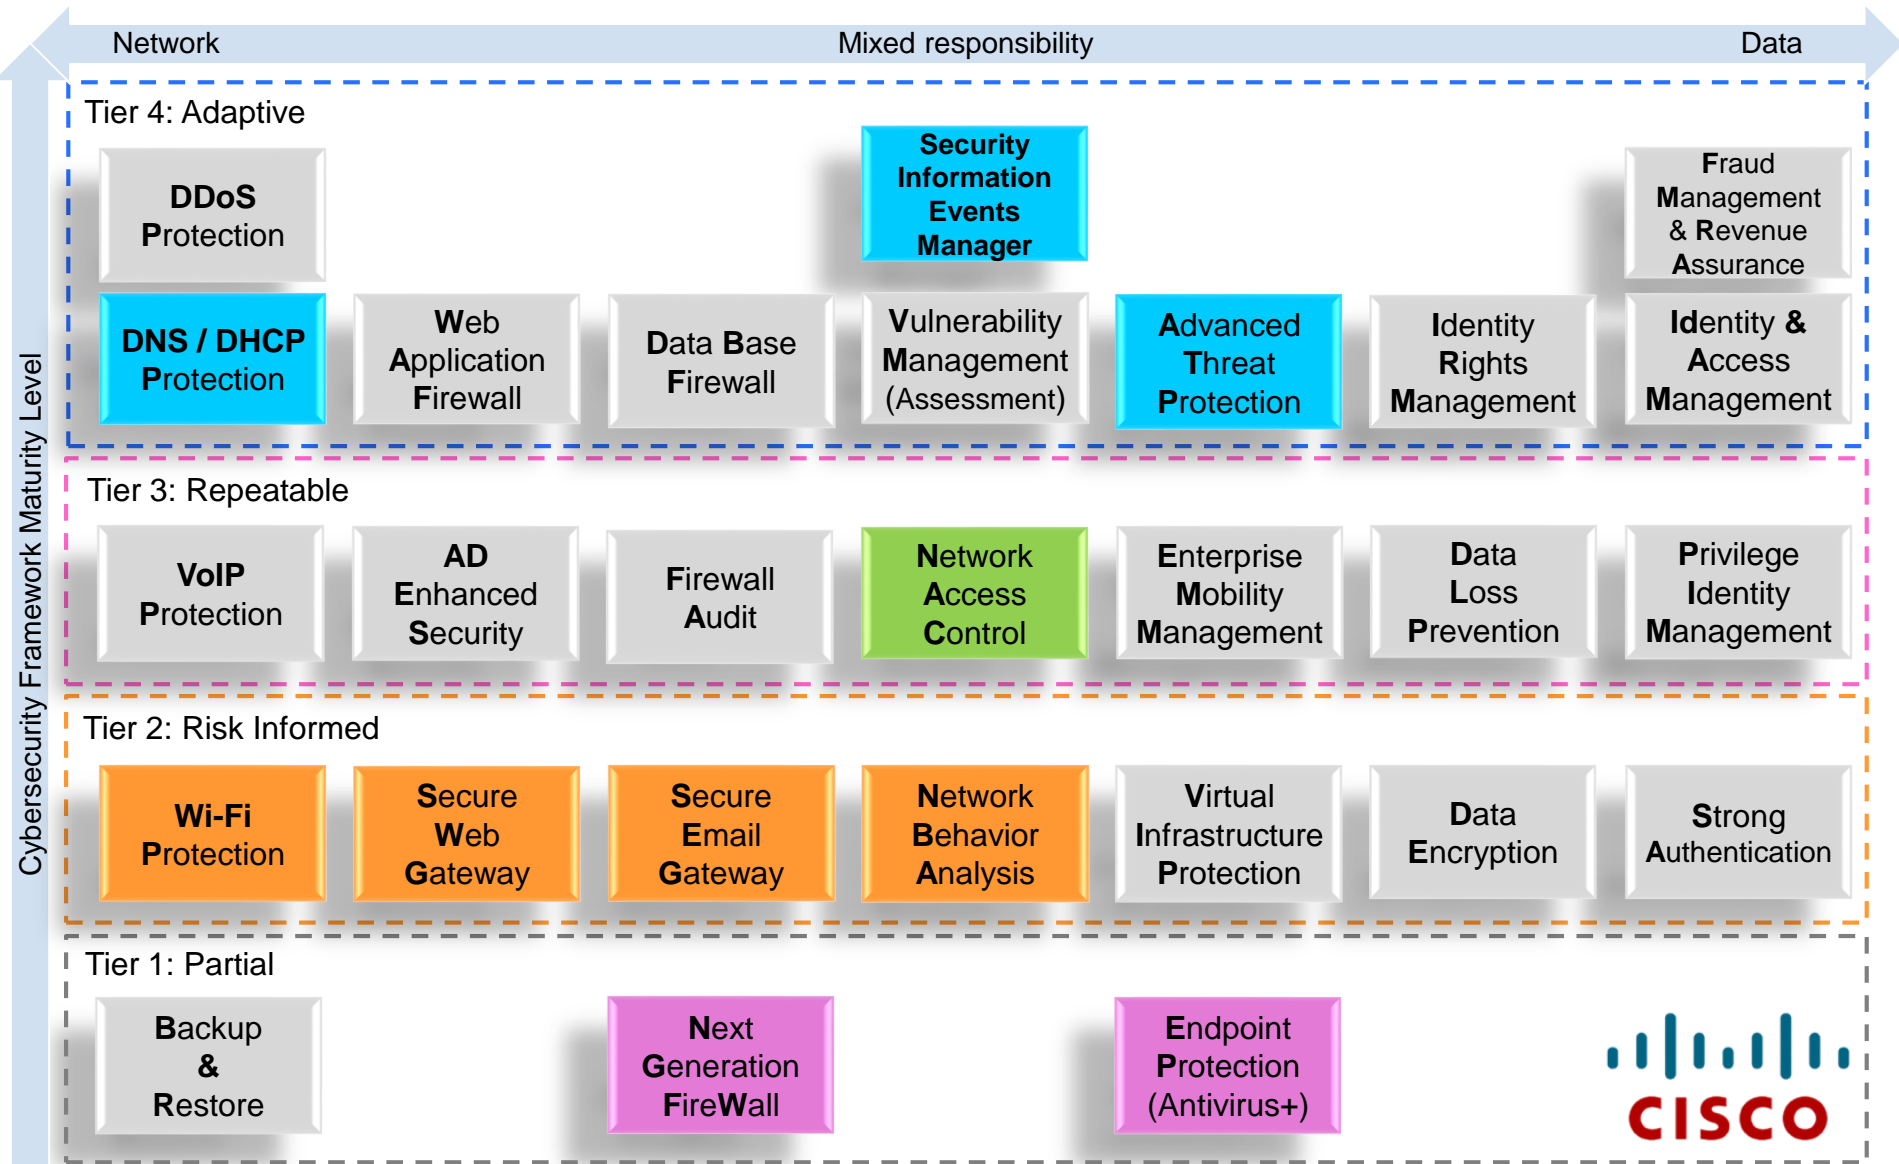 Network
Mixed responsibility
Data
Cybersecurity Framework Maturity Level
Tier 4: Adaptive
DDoS
Protection
Security
Information
Events
Manager
Fraud
Management
& Revenue
Assurance
DNS / DHCP
Protection
Web
Application
Firewall
Data Base
Firewall
Vulnerability
Management
(Assessment)
Advanced
Threat
Protection
Identity
Rights
Management
Identity &
Access
Management
Tier 3: Repeatable
VoIP
Protection
AD
Enhanced
Security
Firewall
Audit
Network
Access
Control
Enterprise
Mobility
Management
Data
Loss
Prevention
Privilege
Identity
Management
Tier 2: Risk Informed
Wi-Fi
Protection
Secure
Web
Gateway
Secure
Email
Gateway
Network
Behavior
Analysis
Virtual
Infrastructure
Protection
Data
Encryption
Strong
Authentication
Tier 1: Partial
Backup
&
Restore
Next
Generation
FireWall
Endpoint
Protection
(Antivirus+)
CISCO